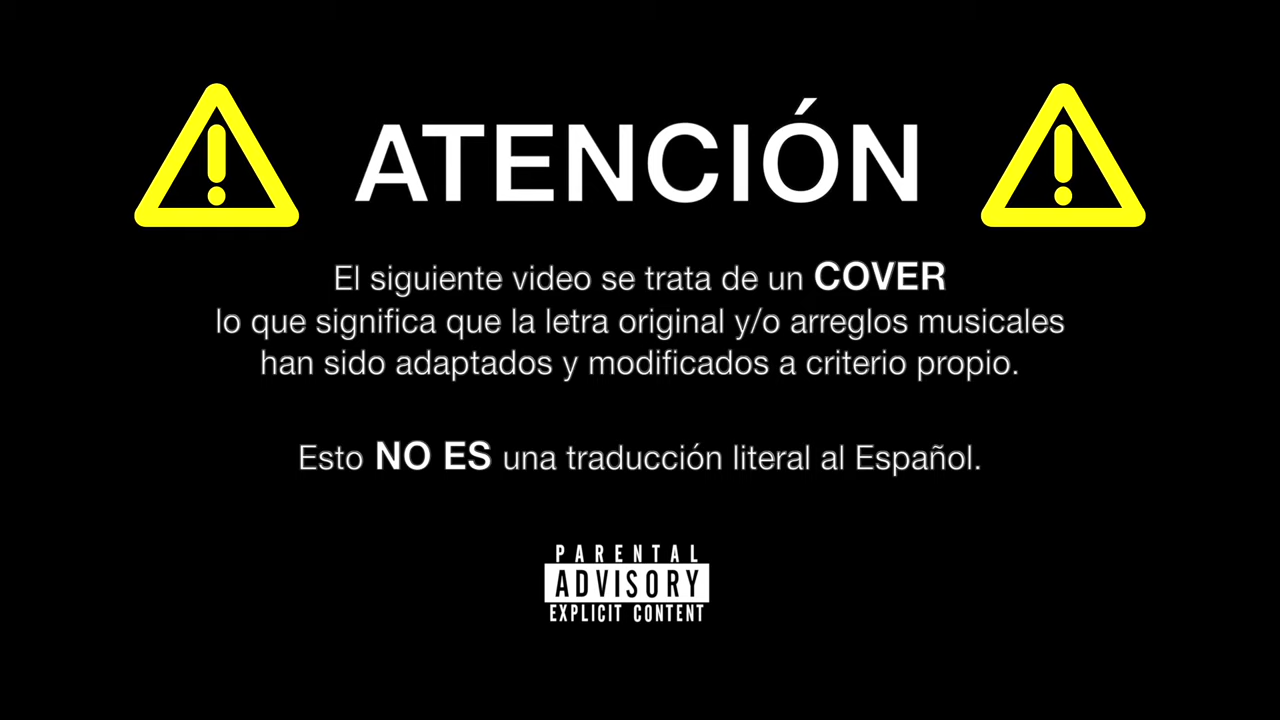 ATENCIÓN
El siguiente video se trata de un COVER
lo que significa que la letra original y/o arreglos musicales
han sido adaptados y modificados a criterio propio.
Esto NO ES una traducción literal al Español.
PARENTAL
ADVISORY
EXPLICIT CONTENT